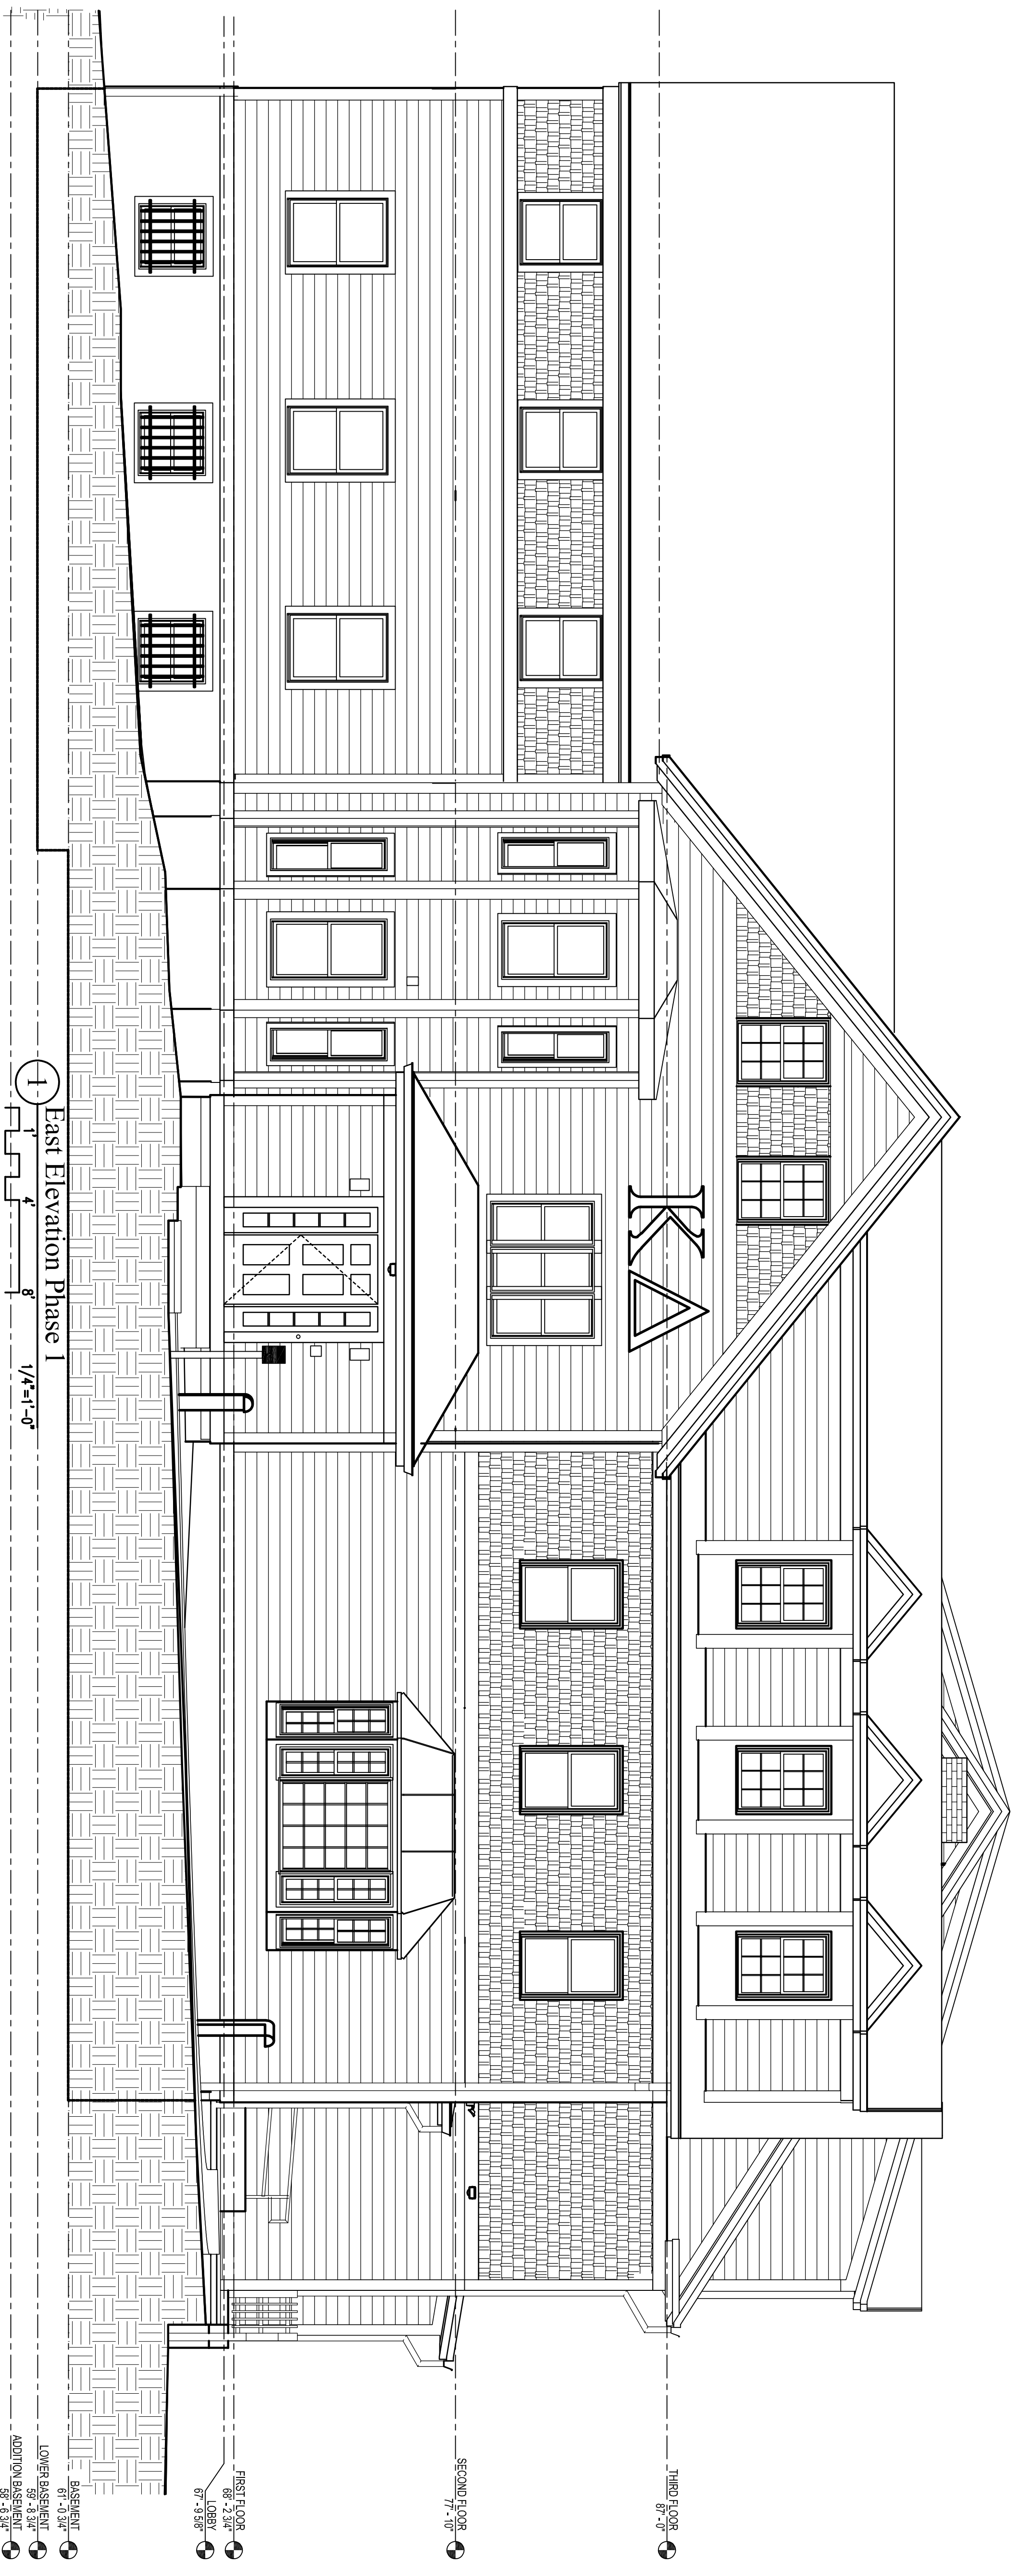 ΚΔ
THIRD FLOOR
87' - 0"
SECOND FLOOR
77' - 10"
FIRST FLOOR
68' - 2 3/4"
LOBBY
67' - 9 5/8"
BASEMENT
61' - 0 3/4"
LOWER BASEMENT
59' - 8 3/4"
ADDITION BASEMENT
58' - 6 3/4"
1
East Elevation Phase 1
1' 4' 8' 1/4"=1'-0"